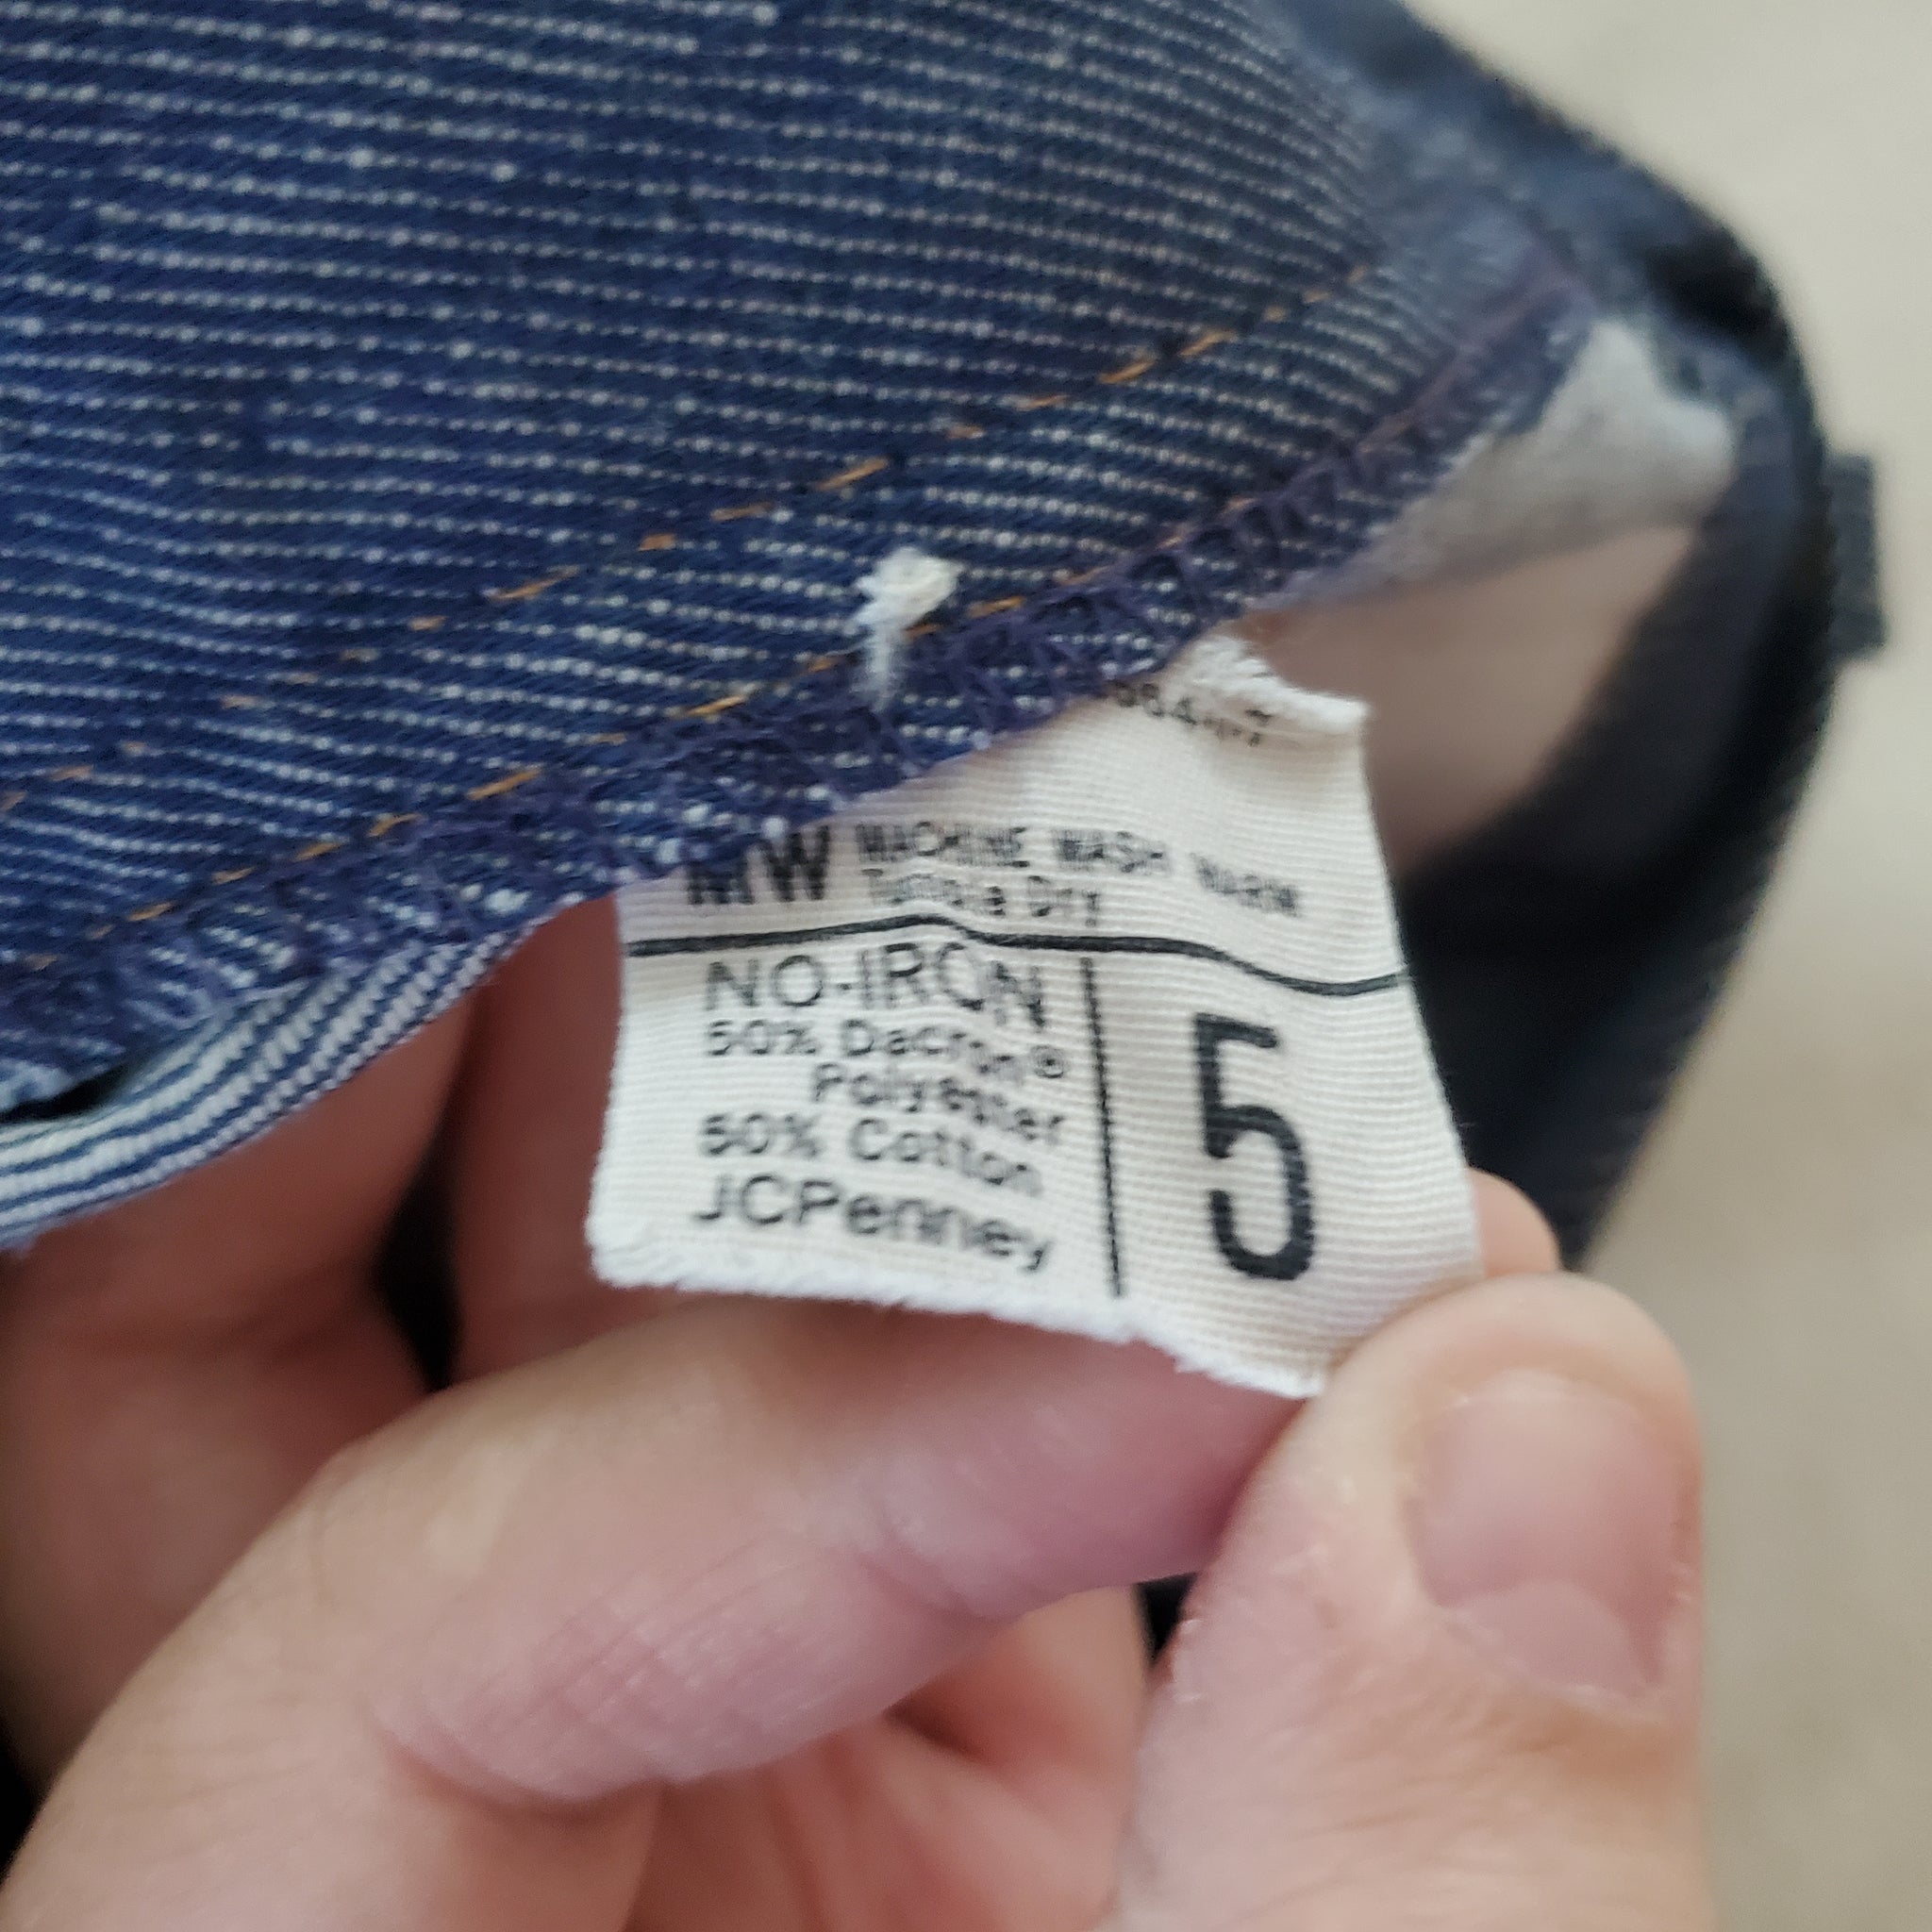 MW MACHINE WASH WARM
Tumble Dry
NO-IRON
50% Dacron®
Polyester
50% Cotton
JCPenney
5